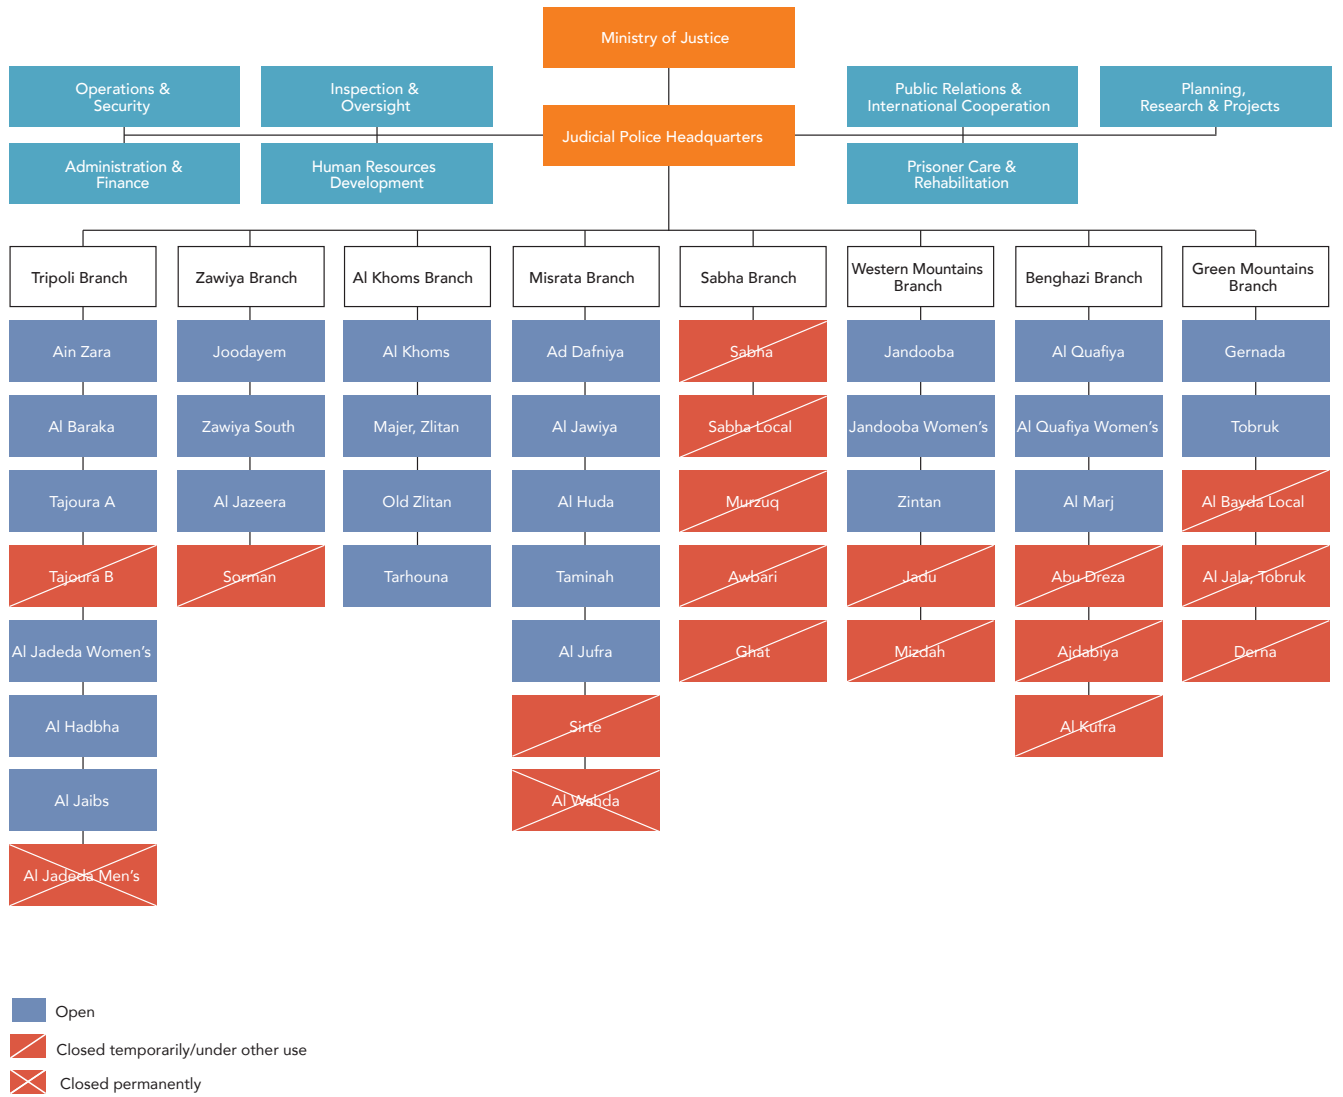 Ministry of Justice
Operations &
Security
Inspection &
Oversight
Public Relations &
International Cooperation
Planning,
Research & Projects
Judicial Police Headquarters
Administration &
Finance
Human Resources
Development
Prisoner Care &
Rehabilitation
Tripoli Branch
Ain Zara
Al Baraka
Tajoura A
Tajoura B
Al Jadeda Women's
Al Hadbha
Al Jaibs
Al Jadeda Men's
Zawiya Branch
Joodayem
Zawiya South
Al Jazeera
Sorman
Al Khoms Branch
Al Khoms
Majer, Zlitan
Old Zlitan
Tarhouna
Misrata Branch
Ad Dafniya
Al Jawiya
Al Huda
Taminah
Al Jufra
Sirte
Al Wahda
Sabha Branch
Sabha
Sabha Local
Murzuq
Awbari
Ghat
Western Mountains
Branch
Jandooba
Jandooba Women's
Zintan
Jadu
Mizdah
Benghazi Branch
Al Quafiya
Al Quafiya Women's
Al Marj
Abu Dreza
Ajdabiya
Al Kufra
Green Mountains
Branch
Gernada
Tobruk
Al Bayda Local
Al Jala, Tobruk
Derna
Open
Closed temporarily/under other use
Closed permanently